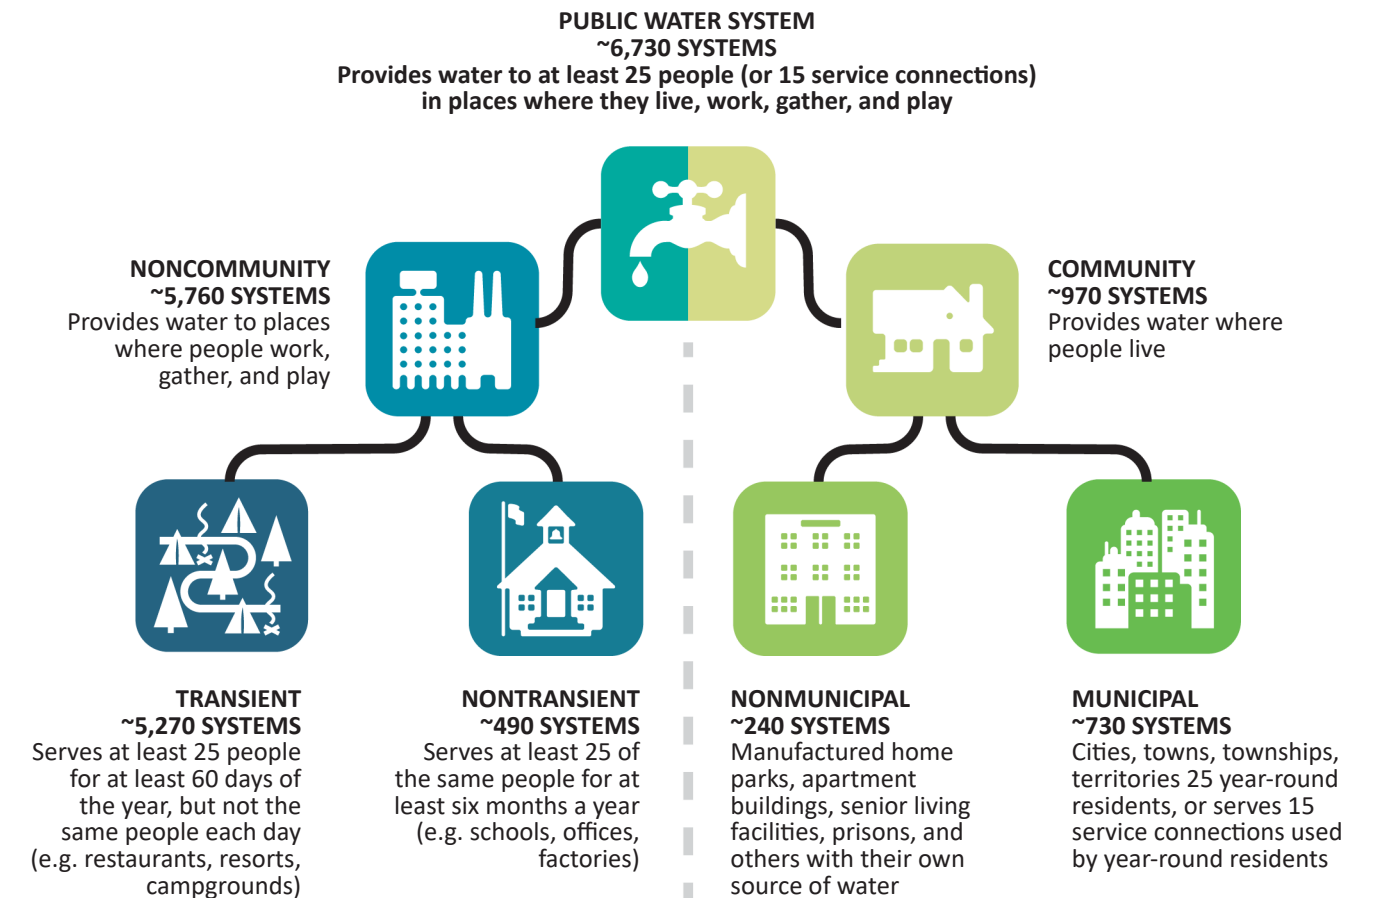 PUBLIC WATER SYSTEM
~6,730 SYSTEMS
Provides water to at least 25 people (or 15 service connections)
in places where they live, work, gather, and play
NONCOMMUNITY
~5,760 SYSTEMS
Provides water to places
where people work,
gather, and play
COMMUNITY
~970 SYSTEMS
Provides water where
people live
TRANSIENT
~5,270 SYSTEMS
Serves at least 25 people
for at least 60 days of
the year, but not the
same people each day
(e.g. restaurants, resorts,
campgrounds)
NONTRANSIENT
~490 SYSTEMS
Serves at least 25 of
the same people for at
least six months a year
(e.g. schools, offices,
factories)
NONMUNICIPAL
~240 SYSTEMS
Manufactured home
parks, apartment
buildings, senior living
facilities, prisons, and
others with their own
source of water
MUNICIPAL
~730 SYSTEMS
Cities, towns, townships,
territories 25 year-round
residents, or serves 15
service connections used
by year-round residents